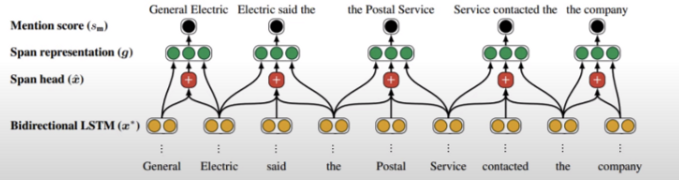 General Electric Electric said the the Postal Service Service contacted the the company
Mention score (sₘ)
Span representation (g)
Span head (x̂)
+ + + + +
Bidirectional LSTM (x*)
General Electric said the Postal Service contacted the company